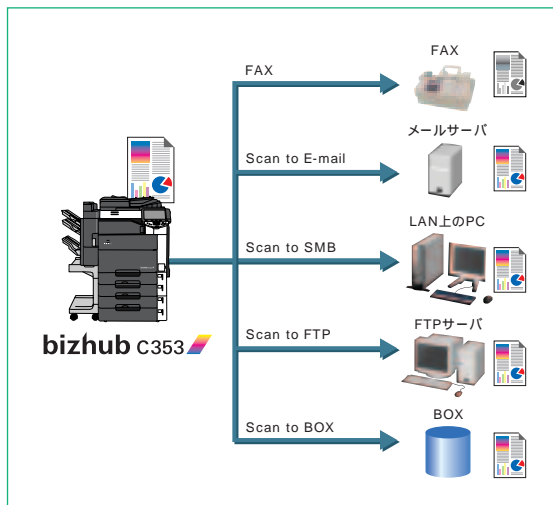 FAX
FAX
メールサーバ
Scan to E-mail
LAN上のPC
Scan to SMB
bizhub C353
FTPサーバ
Scan to FTP
BOX
Scan to BOX